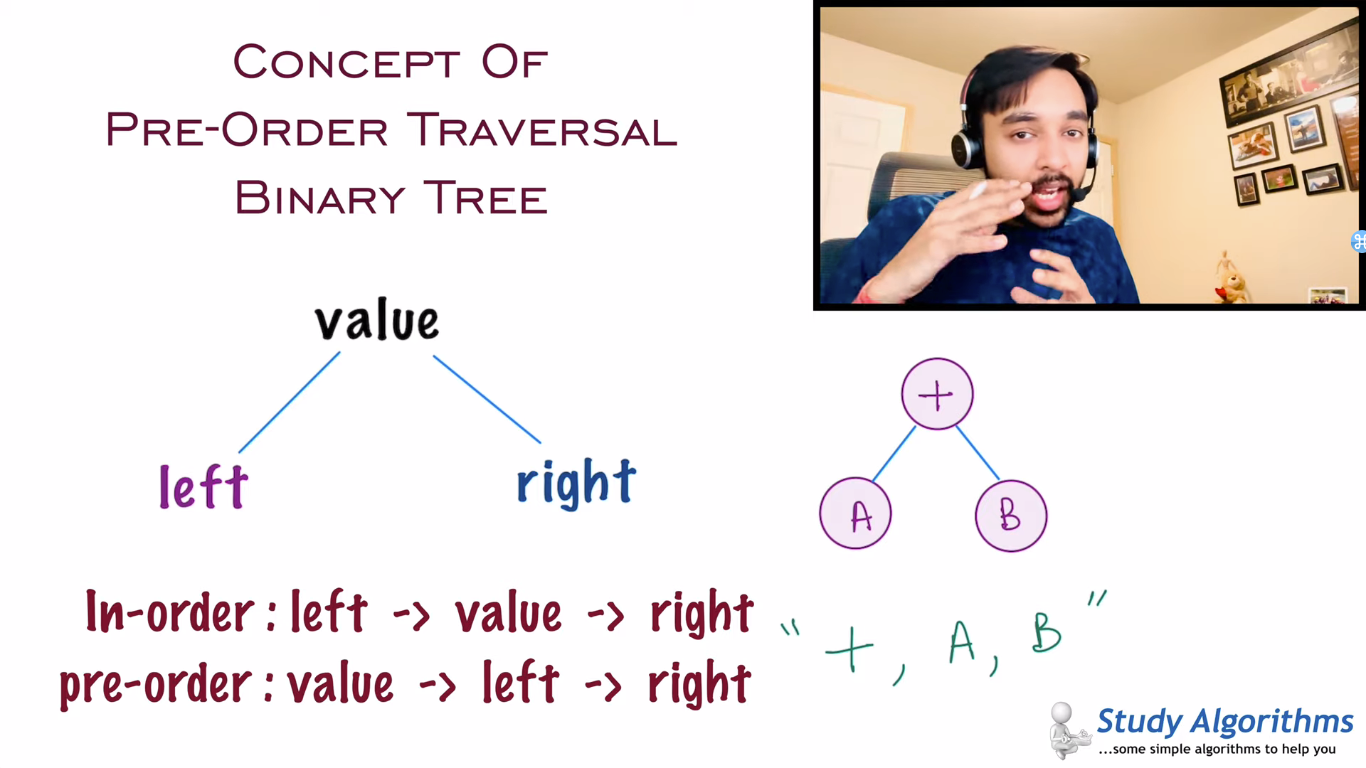 CONCEPT OF
PRE-ORDER TRAVERSAL
BINARY TREE
value
left
right
+
A
B
In-order : left -> value -> right
pre-order : value -> left -> right
“ +, A, B ”
Study Algorithms
...some simple algorithms to help you